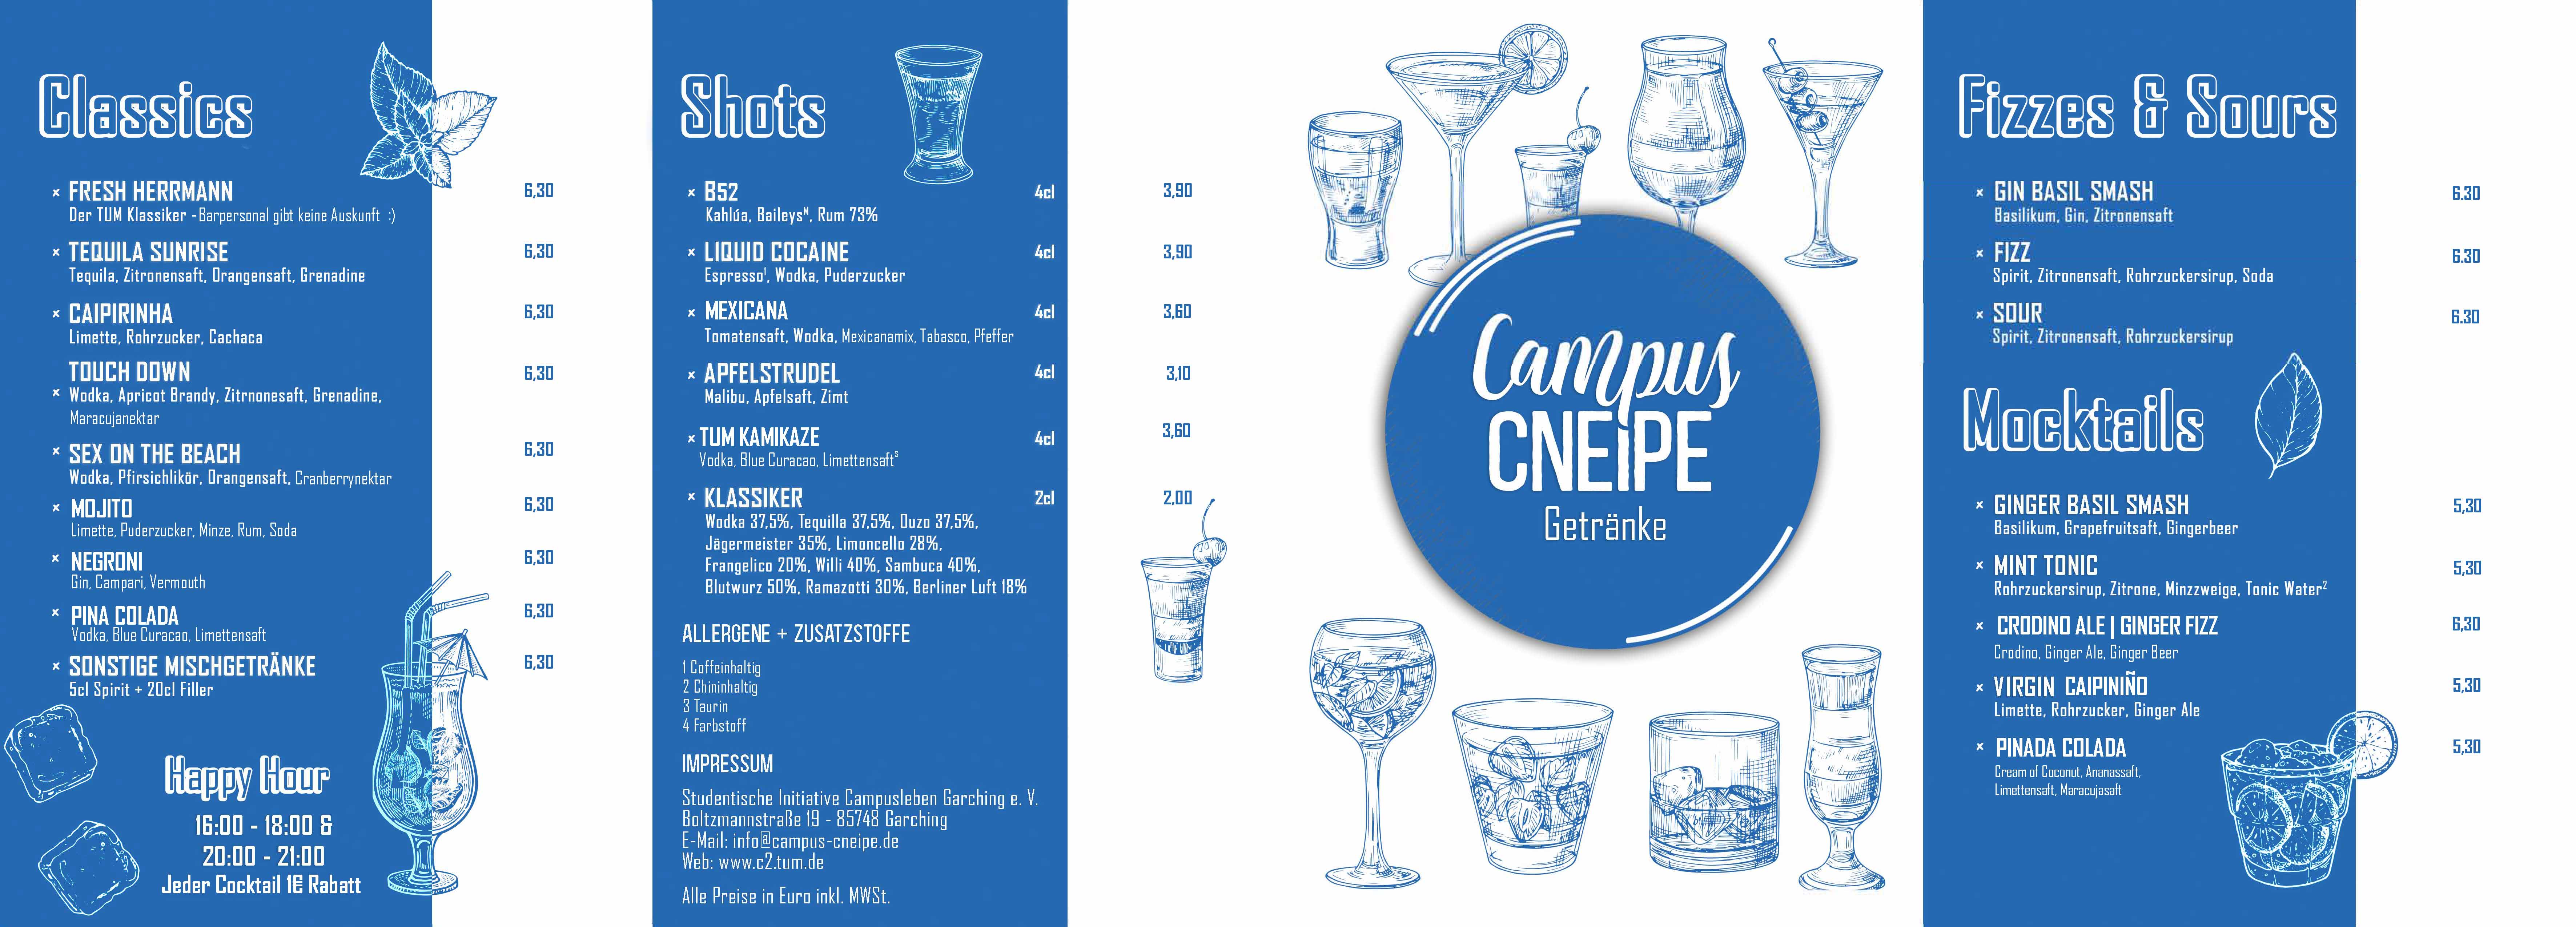 Classics
× FRESH HERRMANN 6,30
Der TUM Klassiker - Barpersonal gibt keine Auskunft :)
× TEQUILA SUNRISE 6,30
Tequila, Zitronensaft, Orangensaft, Grenadine
× CAIPIRINHA 6,30
Limette, Rohrzucker, Cachaca
TOUCH DOWN 6,30
× Wodka, Apricot Brandy, Zitrnonesaft, Grenadine,
Maracujanektar
× SEX ON THE BEACH 6,30
Wodka, Pfirsichlikör, Orangensaft, Cranberrynektar
× MOJITO 6,30
Limette, Puderzucker, Minze, Rum, Soda
× NEGRONI 6,30
Gin, Campari, Vermouth
× PINA COLADA 6,30
Vodka, Blue Curacao, Limettensaft
× SONSTIGE MISCHGETRÄNKE 6,30
5cl Spirit + 20cl Filler
Happy Hour
16:00 - 18:00 &
20:00 - 21:00
Jeder Cocktail 1€ Rabatt
Shots
× B52 4cl 3,90
Kahlúa, Baileysᴹ, Rum 73%
× LIQUID COCAINE 4cl 3,90
Espresso¹, Wodka, Puderzucker
× MEXICANA 4cl 3,60
Tomatensaft, Wodka, Mexicanamix, Tabasco, Pfeffer
× APFELSTRUDEL 4cl 3,10
Malibu, Apfelsaft, Zimt
× TUM KAMIKAZE 4cl 3,60
Vodka, Blue Curacao, Limettensaftˢ
× KLASSIKER 2cl 2,00
Wodka 37,5%, Tequilla 37,5%, Ouzo 37,5%,
Jägermeister 35%, Limoncello 28%,
Frangelico 20%, Willi 40%, Sambuca 40%,
Blutwurz 50%, Ramazotti 30%, Berliner Luft 18%
ALLERGENE + ZUSATZSTOFFE
1 Coffeinhaltig
2 Chininhaltig
3 Taurin
4 Farbstoff
IMPRESSUM
Studentische Initiative Campusleben Garching e. V.
Boltzmannstraße 19 - 85748 Garching
E-Mail: info@campus-cneipe.de
Web: www.c2.tum.de
Alle Preise in Euro inkl. MWSt.
Campus
CNEiPE
Getränke
Fizzes & Sours
× GIN BASIL SMASH 6.30
Basilikum, Gin, Zitronensaft
× FIZZ 6.30
Spirit, Zitronensaft, Rohrzuckersirup, Soda
× SOUR 6.30
Spirit, Zitronensaft, Rohrzuckersirup
Mocktails
× GINGER BASIL SMASH 5,30
Basilikum, Grapefruitsaft, Gingerbeer
× MINT TONIC 5,30
Rohrzuckersirup, Zitrone, Minzzweige, Tonic Water²
× CRODINO ALE | GINGER FIZZ 6,30
Crodino, Ginger Ale, Ginger Beer
× VIRGIN CAIPINIÑO 5,30
Limette, Rohrzucker, Ginger Ale
× PINADA COLADA 5,30
Cream of Coconut, Ananassaft,
Limettensaft, Maracujasaft